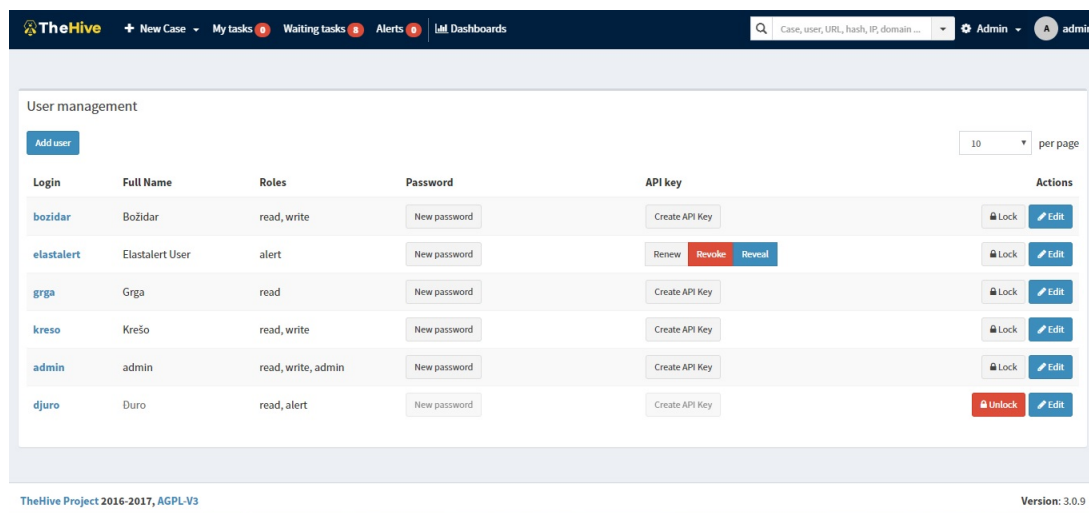 TheHive + New Case My tasks 0 Waiting tasks 8 Alerts 0 Dashboards Case, user, URL, hash, IP, domain ... Admin A admin
User management
Add user 10 per page
Login Full Name Roles Password API key Actions
bozidar Božidar read, write New password Create API Key Lock Edit
elastalert Elastalert User alert New password Renew Revoke Reveal Lock Edit
grga Grga read New password Create API Key Lock Edit
kreso Krešo read, write New password Create API Key Lock Edit
admin admin read, write, admin New password Create API Key Lock Edit
djuro Đuro read, alert New password Create API Key Unlock Edit
TheHive Project 2016-2017, AGPL-V3 Version: 3.0.9